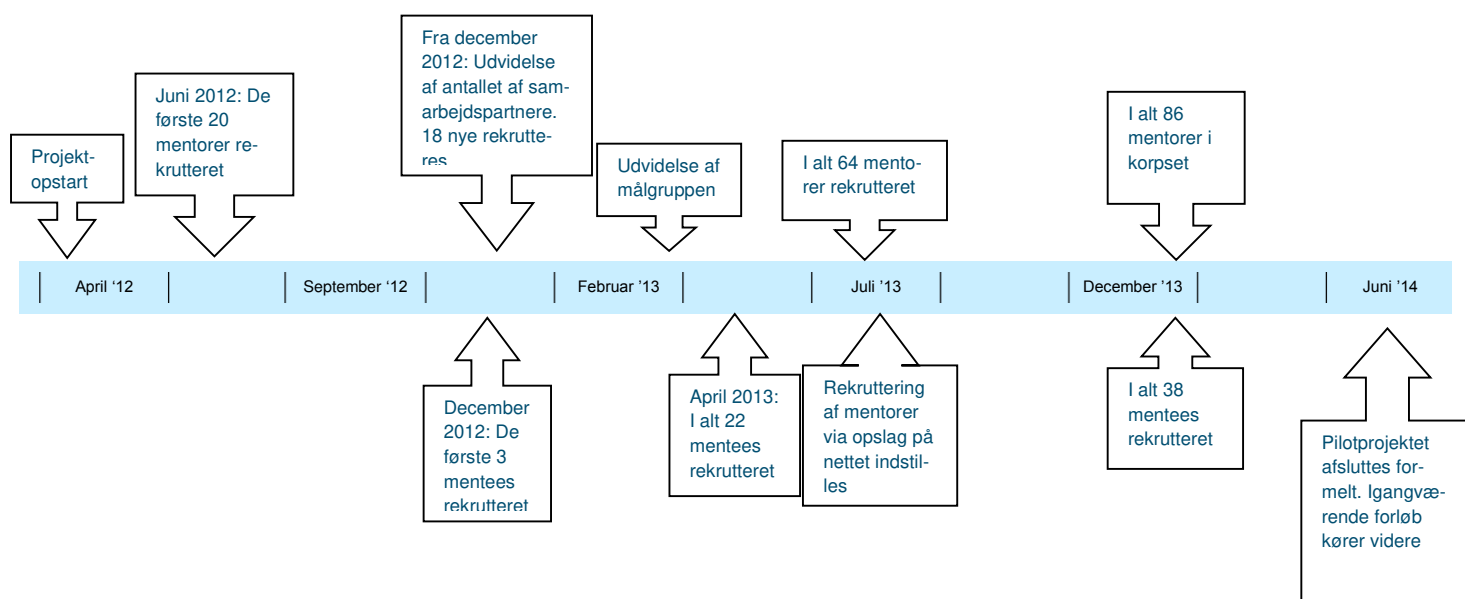 Projekt-
opstart
Juni 2012: De
første 20
mentorer re-
krutteret
Fra december
2012: Udvidelse
af antallet af sam-
arbejdspartnere.
18 nye rekrutte-
res
Udvidelse af
målgruppen
I alt 64 mento-
rer rekrutteret
I alt 86
mentorer i
korpset
April ‘12
September ‘12
Februar ’13
Juli ’13
December ’13
Juni ’14
December
2012: De
første 3
mentees
rekrutteret
April 2013:
I alt 22
mentees
rekrutteret
Rekruttering
af mentorer
via opslag på
nettet indstil-
les
I alt 38
mentees
rekrutteret
Pilotprojektet
afsluttes for-
melt. Igangvæ-
rende forløb
kører videre